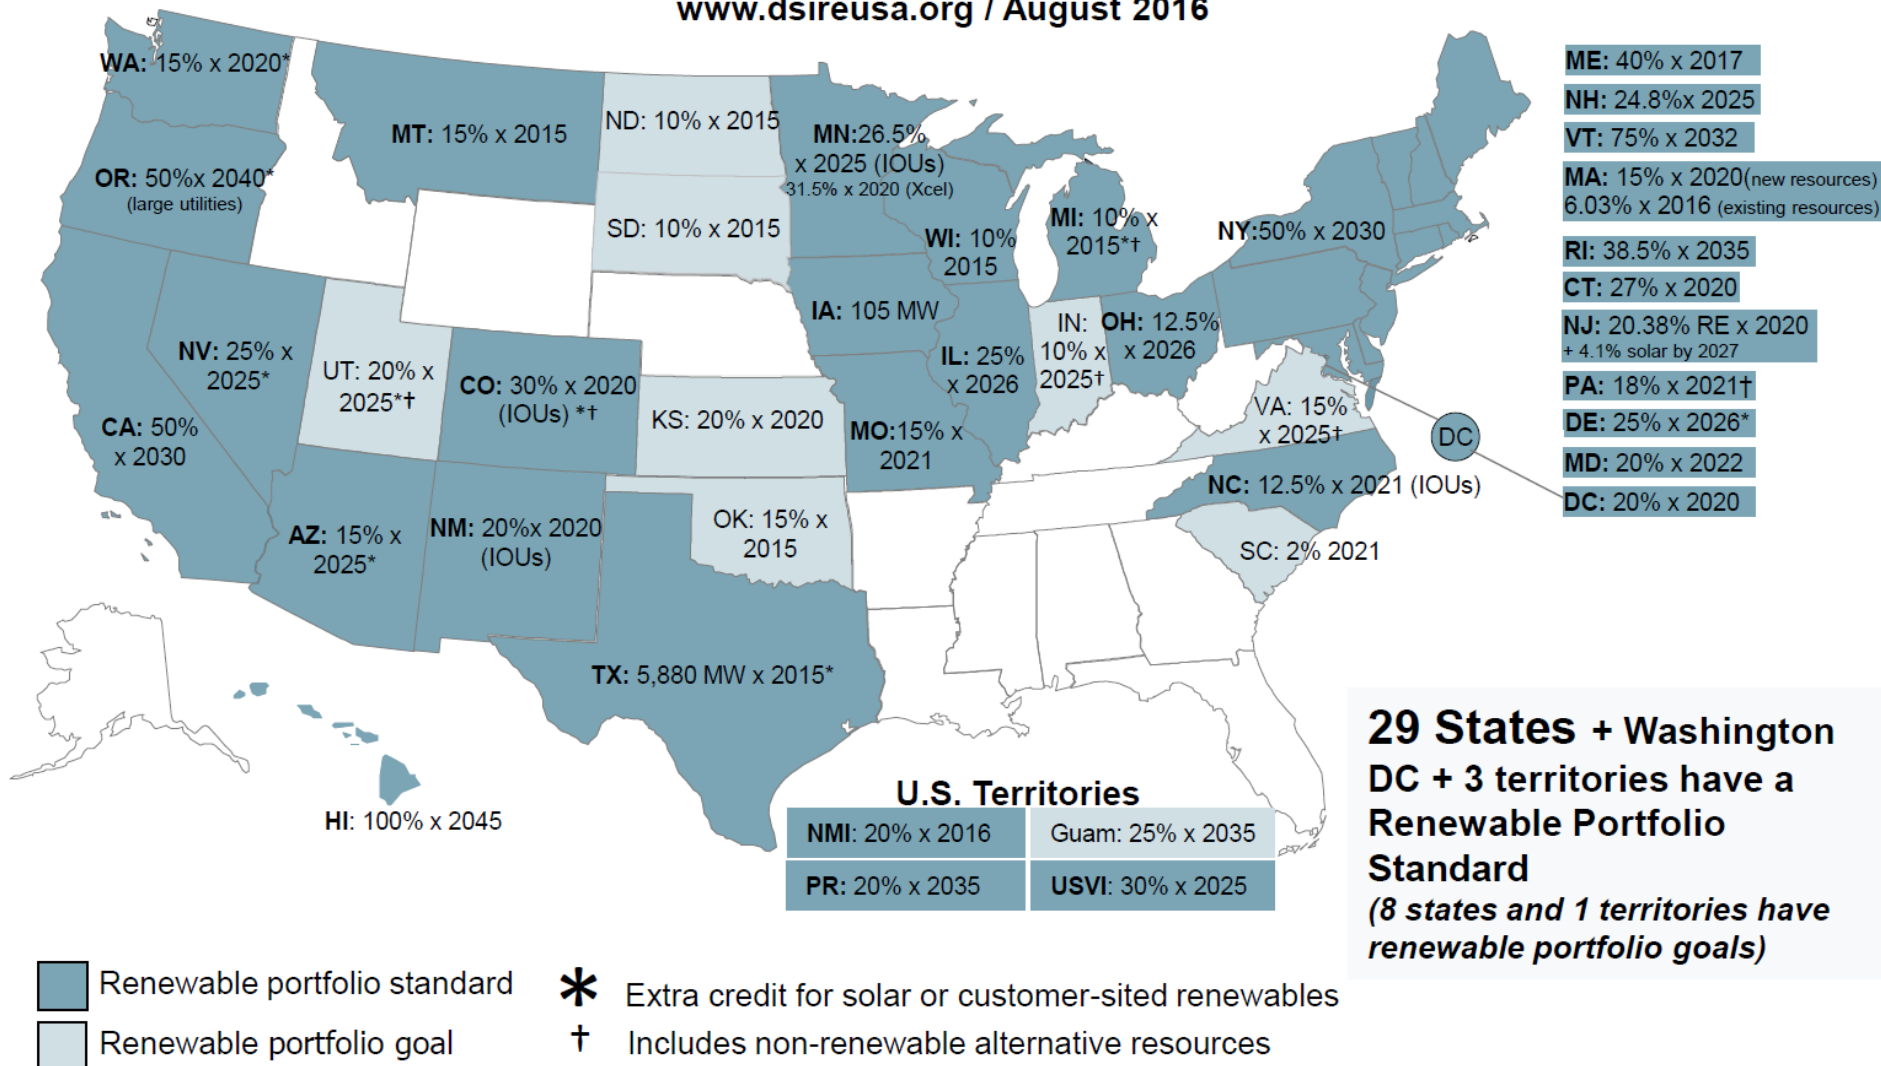 www.dsireusa.org / August 2016
WA: 15% x 2020*
OR: 50%x 2040*
(large utilities)
MT: 15% x 2015
ND: 10% x 2015
SD: 10% x 2015
MN:26.5%
x 2025 (IOUs)
31.5% x 2020 (Xcel)
WI: 10%
2015
MI: 10% x
2015*†
NY:50% x 2030
IA: 105 MW
NV: 25% x
2025*
UT: 20% x
2025*†
CO: 30% x 2020
(IOUs) *†
KS: 20% x 2020
MO:15% x
2021
IL: 25%
x 2026
IN:
10% x
2025†
OH: 12.5%
x 2026
VA: 15%
x 2025†
DC
CA: 50%
x 2030
AZ: 15% x
2025*
NM: 20%x 2020
(IOUs)
OK: 15% x
2015
NC: 12.5% x 2021 (IOUs)
SC: 2% 2021
TX: 5,880 MW x 2015*
HI: 100% x 2045
ME: 40% x 2017
NH: 24.8%x 2025
VT: 75% x 2032
MA: 15% x 2020(new resources)
6.03% x 2016 (existing resources)
RI: 38.5% x 2035
CT: 27% x 2020
NJ: 20.38% RE x 2020
+ 4.1% solar by 2027
PA: 18% x 2021†
DE: 25% x 2026*
MD: 20% x 2022
DC: 20% x 2020
U.S. Territories
NMI: 20% x 2016
Guam: 25% x 2035
PR: 20% x 2035
USVI: 30% x 2025
29 States + Washington
DC + 3 territories have a
Renewable Portfolio
Standard
(8 states and 1 territories have
renewable portfolio goals)
Renewable portfolio standard
Renewable portfolio goal
* Extra credit for solar or customer-sited renewables
† Includes non-renewable alternative resources